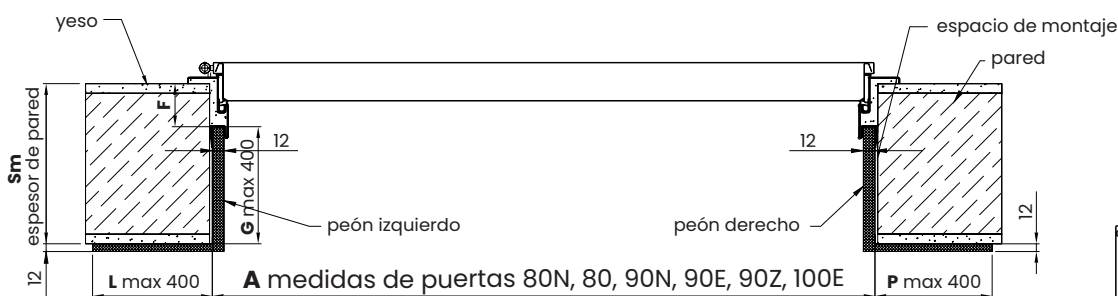 yeso
espacio de montaje
pared
F
Sm
espesor de pared
12
G max 400
12
peón izquierdo
peón derecho
12
12
L max 400
A medidas de puertas 80N, 80, 90N, 90E, 90Z, 100E
P max 400